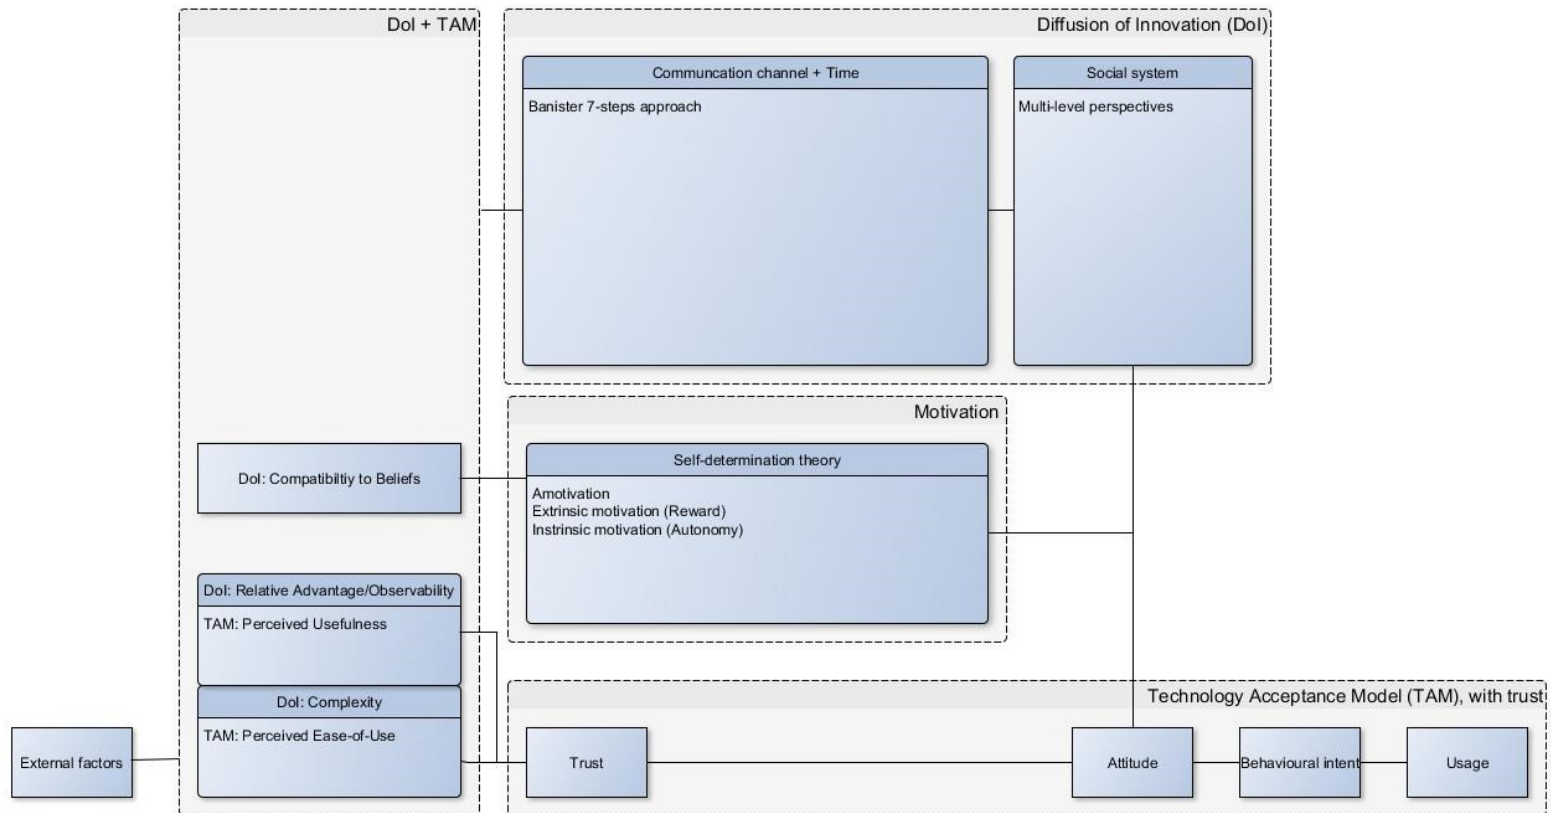 DoI + TAM
Diffusion of Innovation (DoI)
Communcation channel + Time
Banister 7-steps approach
Social system
Multi-level perspectives
Motivation
Self-determination theory
Amotivation
Extrinsic motivation (Reward)
Instrinsic motivation (Autonomy)
DoI: Compatibiltiy to Beliefs
DoI: Relative Advantage/Observability
TAM: Perceived Usefulness
DoI: Complexity
TAM: Perceived Ease-of-Use
External factors
Technology Acceptance Model (TAM), with trust
Trust
Attitude
Behavioural intent
Usage